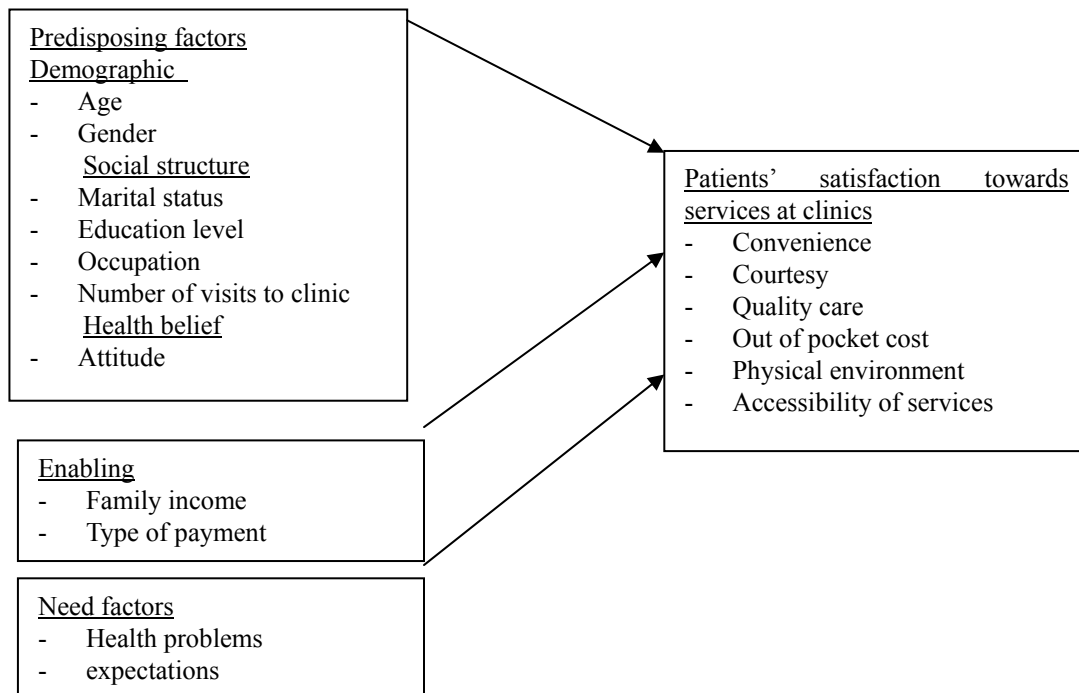 Predisposing factors
Demographic
- Age
- Gender
Social structure
- Marital status
- Education level
- Occupation
- Number of visits to clinic
Health belief
- Attitude
Enabling
- Family income
- Type of payment
Need factors
- Health problems
- expectations
Patients’ satisfaction towards
services at clinics
- Convenience
- Courtesy
- Quality care
- Out of pocket cost
- Physical environment
- Accessibility of services